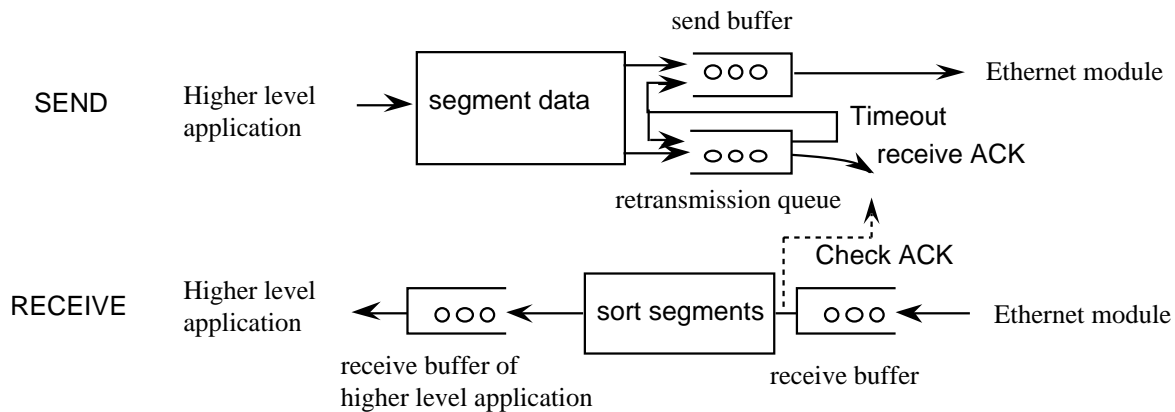 send buffer
SEND
Higher level
application
segment data
Ethernet module
Timeout
receive ACK
retransmission queue
Check ACK
RECEIVE
Higher level
application
sort segments
Ethernet module
receive buffer of
higher level application
receive buffer